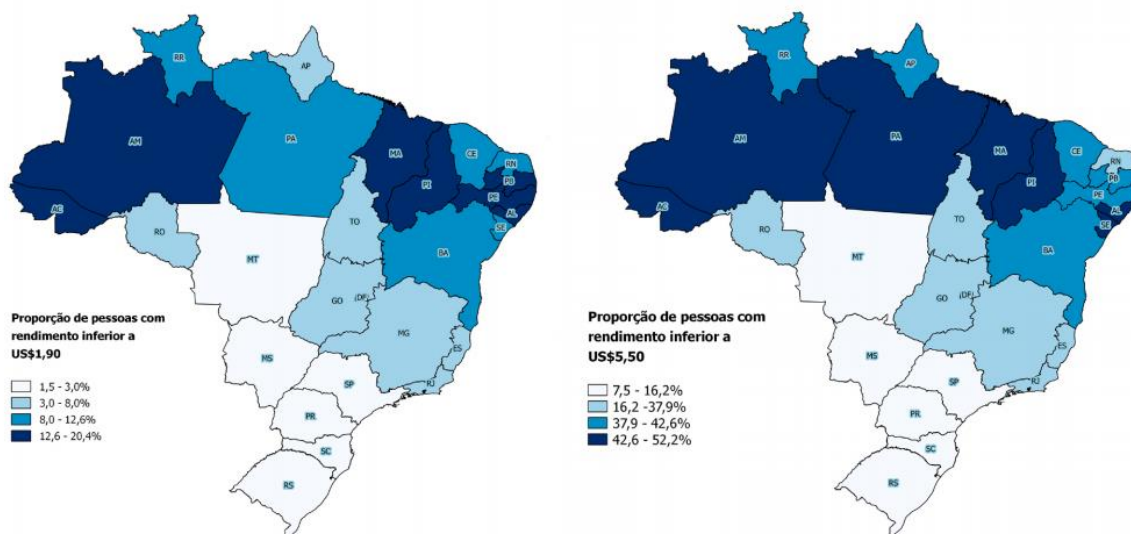 RR
AP
AM
PA
MA
CE
RN
PB
PI
PE
AL
SE
AC
RO
TO
BA
MT
GO
(DF)
MG
ES
MS
RJ
SP
PR
SC
RS
Proporção de pessoas com
rendimento inferior a
US$1,90
1,5 - 3,0%
3,0 - 8,0%
8,0 - 12,6%
12,6 - 20,4%
RR
AP
AM
PA
MA
CE
RN
PB
PI
PE
AL
SE
AC
RO
TO
BA
MT
GO
(DF)
MG
ES
MS
RJ
SP
PR
SC
RS
Proporção de pessoas com
rendimento inferior a
US$5,50
7,5 - 16,2%
16,2 -37,9%
37,9 - 42,6%
42,6 - 52,2%